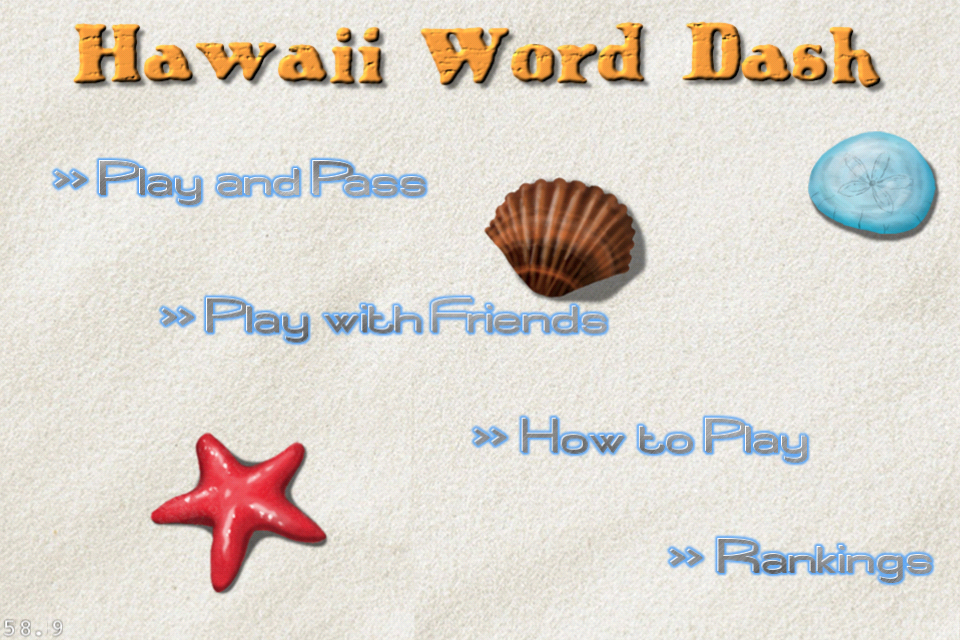 Hawaii Word Dash
>> Play and Pass
>> Play with Friends
>> How to Play
>> Rankings
58.9